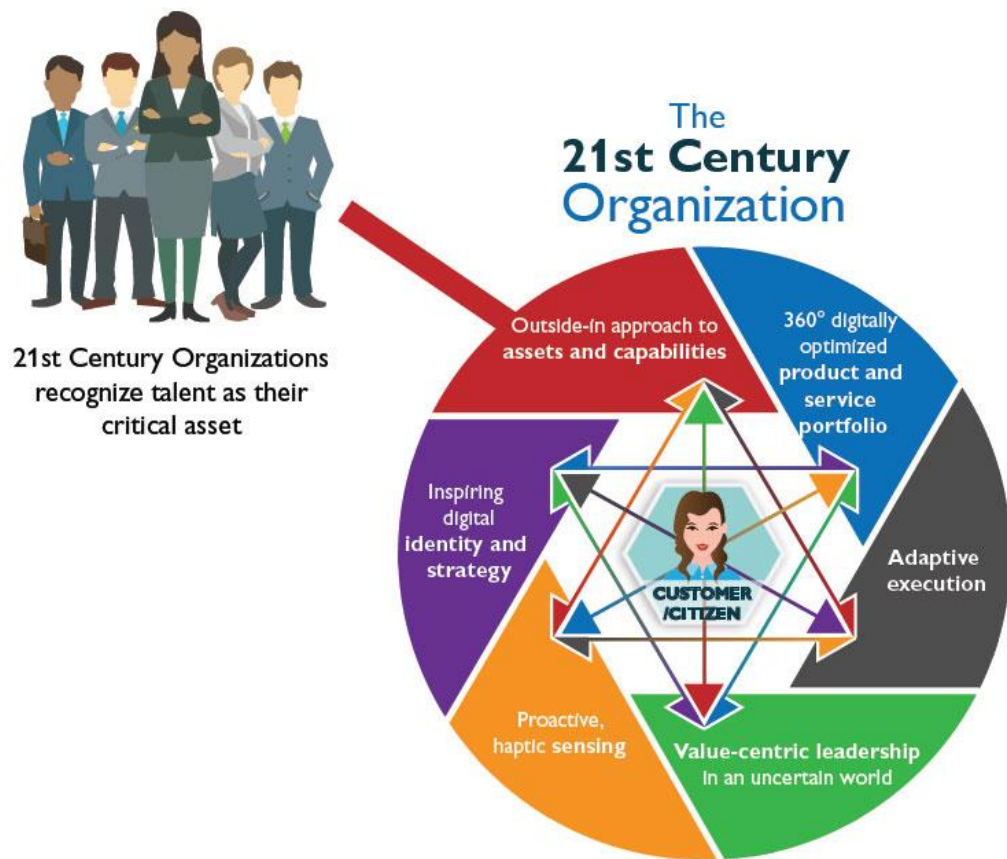 The
21st Century
Organization
21st Century Organizations
recognize talent as their
critical asset
Outside-in approach to
assets and capabilities
360° digitally
optimized
product and
service
portfolio
Inspiring
digital
identity and
strategy
Adaptive
execution
CUSTOMER
/CITIZEN
Proactive,
haptic sensing
Value-centric leadership
in an uncertain world